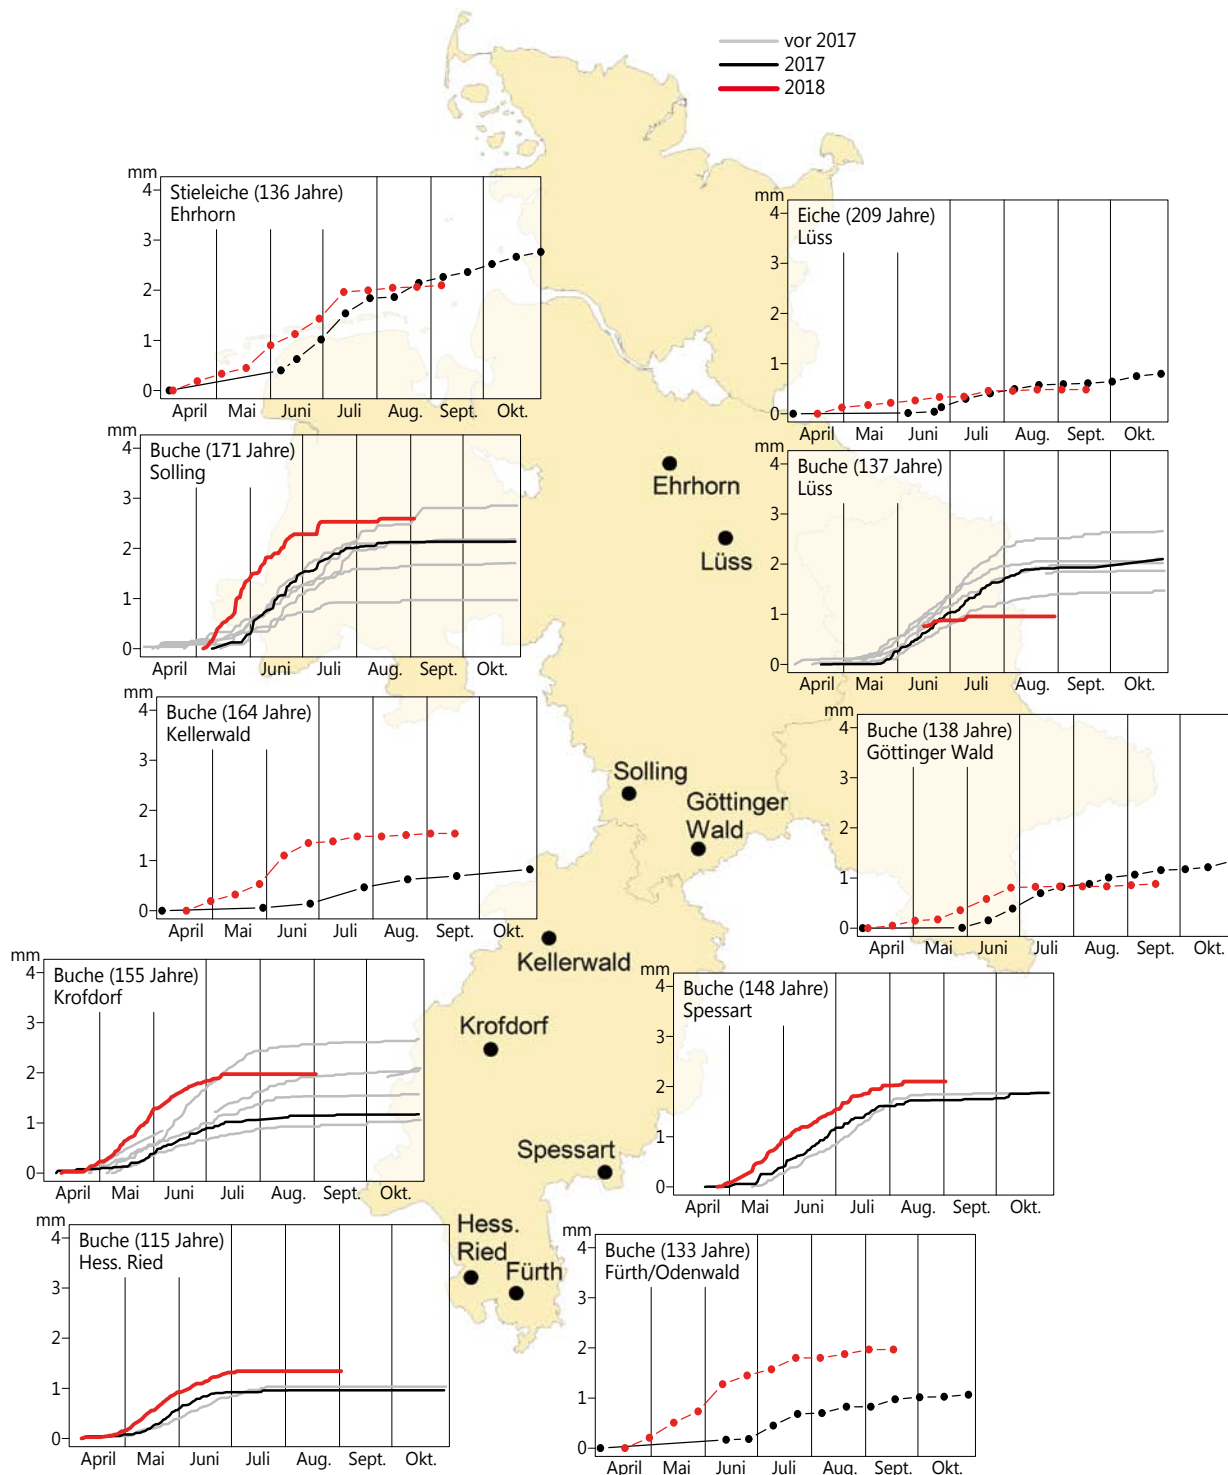 vor 2017
2017
2018
mm
4
3
2
1
0
Stieleiche (136 Jahre)
Ehrhorn
April Mai Juni Juli Aug. Sept. Okt.
mm
4
3
2
1
0
Eiche (209 Jahre)
Lüss
April Mai Juni Juli Aug. Sept. Okt.
mm
4
3
2
1
0
Buche (171 Jahre)
Solling
April Mai Juni Juli Aug. Sept. Okt.
mm
4
3
2
1
0
Buche (137 Jahre)
Lüss
April Mai Juni Juli Aug. Sept. Okt.
Ehrhorn
Lüss
mm
4
3
2
1
0
Buche (164 Jahre)
Kellerwald
April Mai Juni Juli Aug. Sept. Okt.
mm
4
3
2
1
0
Buche (138 Jahre)
Göttinger Wald
April Mai Juni Juli Aug. Sept. Okt.
Solling
Göttinger
Wald
Kellerwald
mm
4
3
2
1
0
Buche (155 Jahre)
Krofdorf
April Mai Juni Juli Aug. Sept. Okt.
Krofdorf
mm
4
3
2
1
0
Buche (148 Jahre)
Spessart
April Mai Juni Juli Aug. Sept. Okt.
Spessart
mm
4
3
2
1
0
Buche (115 Jahre)
Hess. Ried
April Mai Juni Juli Aug. Sept. Okt.
Hess.
Ried
Fürth
mm
4
3
2
1
0
Buche (133 Jahre)
Fürth/Odenwald
April Mai Juni Juli Aug. Sept. Okt.